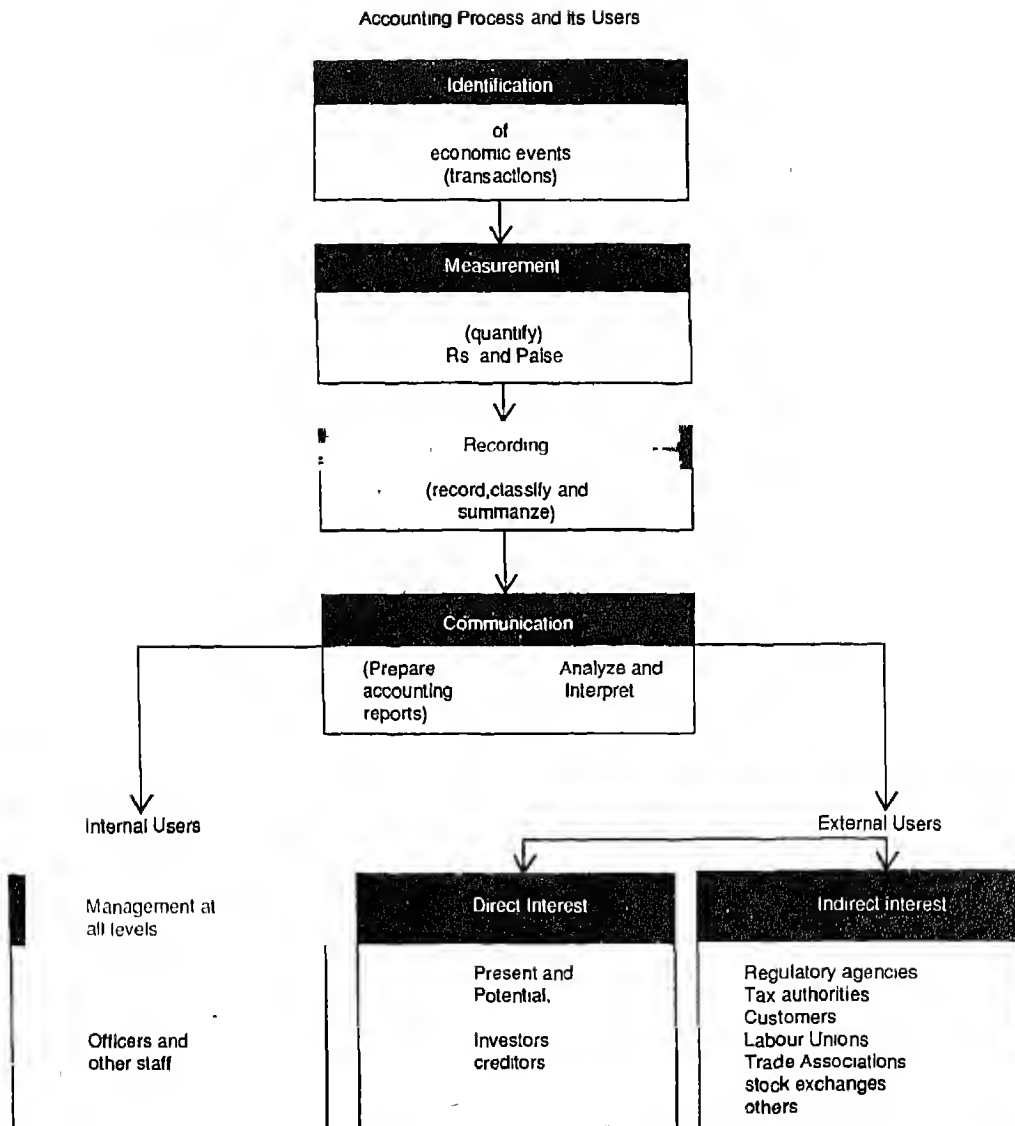 Accounting Process and its Users
Identification
of
economic events
(transactions)
Measurement
(quantify)
Rs and Paise
Recording
(record,classify and
summarize)
Communication
(Prepare
accounting
reports)
Analyze and
Interpret
Internal Users
External Users
Management at
all levels
Officers and
other staff
Direct Interest
Present and
Potential,
Investors
creditors
Indirect interest
Regulatory agencies
Tax authorities
Customers
Labour Unions
Trade Associations
stock exchanges
others